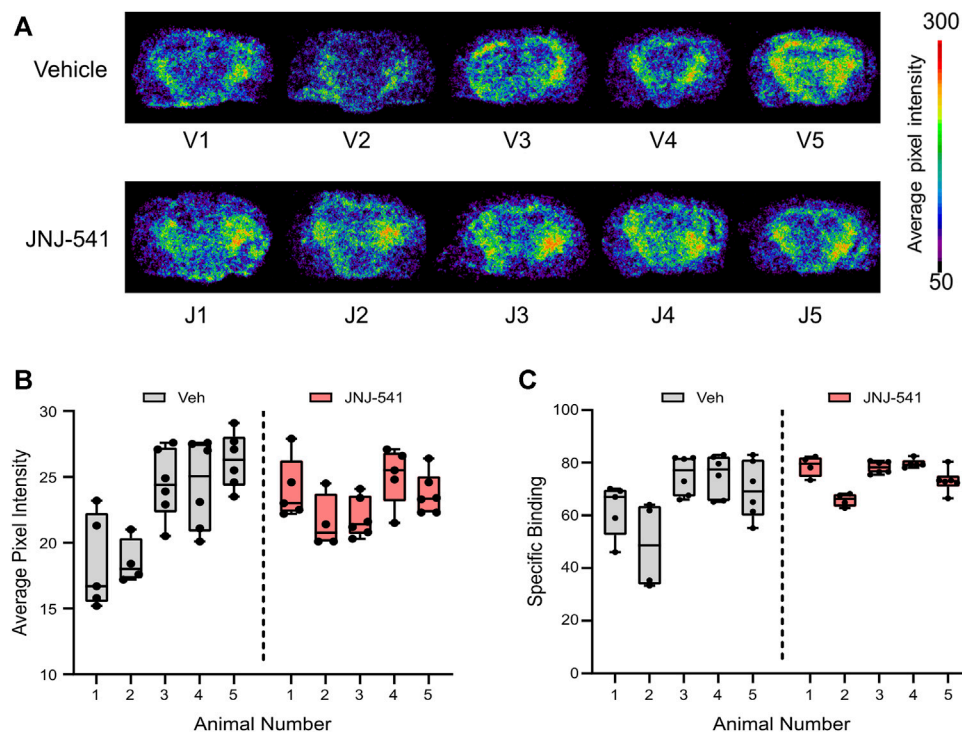 A
Vehicle
V1 V2 V3 V4 V5
JNJ-541
J1 J2 J3 J4 J5
300
Average pixel intensity
50
B
Veh JNJ-541
Average Pixel Intensity
30
25
20
15
10
1 2 3 4 5 1 2 3 4 5
Animal Number
C
Veh JNJ-541
Specific Binding
100
80
60
40
20
0
1 2 3 4 5 1 2 3 4 5
Animal Number